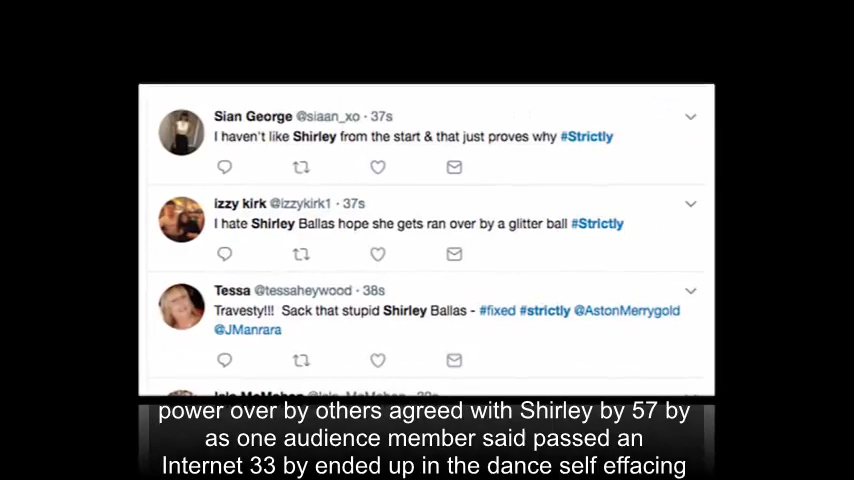 Sian George @siaan_xo · 37s
I haven't like Shirley from the start & that just proves why #Strictly
izzy kirk @izzykirk1 · 37s
I hate Shirley Ballas hope she gets ran over by a glitter ball #Strictly
Tessa @tessaheywood · 38s
Travesty!!! Sack that stupid Shirley Ballas - #fixed #strictly @AstonMerrygold
@JManrara
power over by others agreed with Shirley by 57 by
as one audience member said passed an
Internet 33 by ended up in the dance self effacing